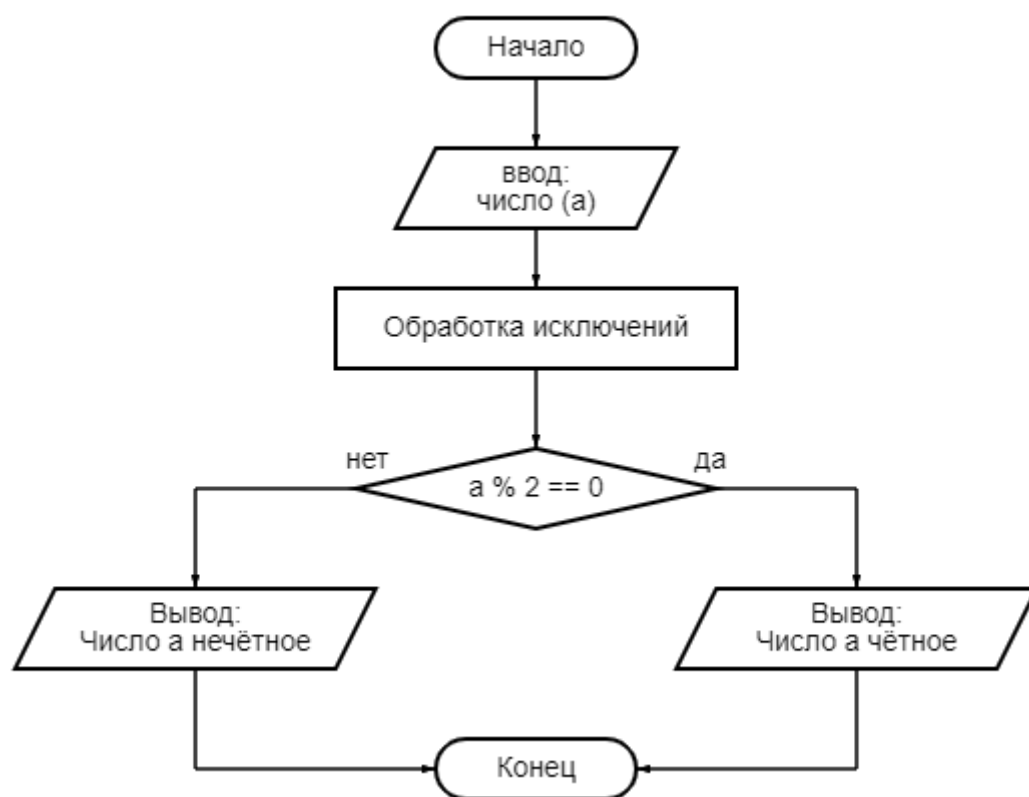 Начало
ввод:
число (а)
Обработка исключений
нет
да
а % 2 == 0
Вывод:
Число а нечётное
Вывод:
Число а чётное
Конец